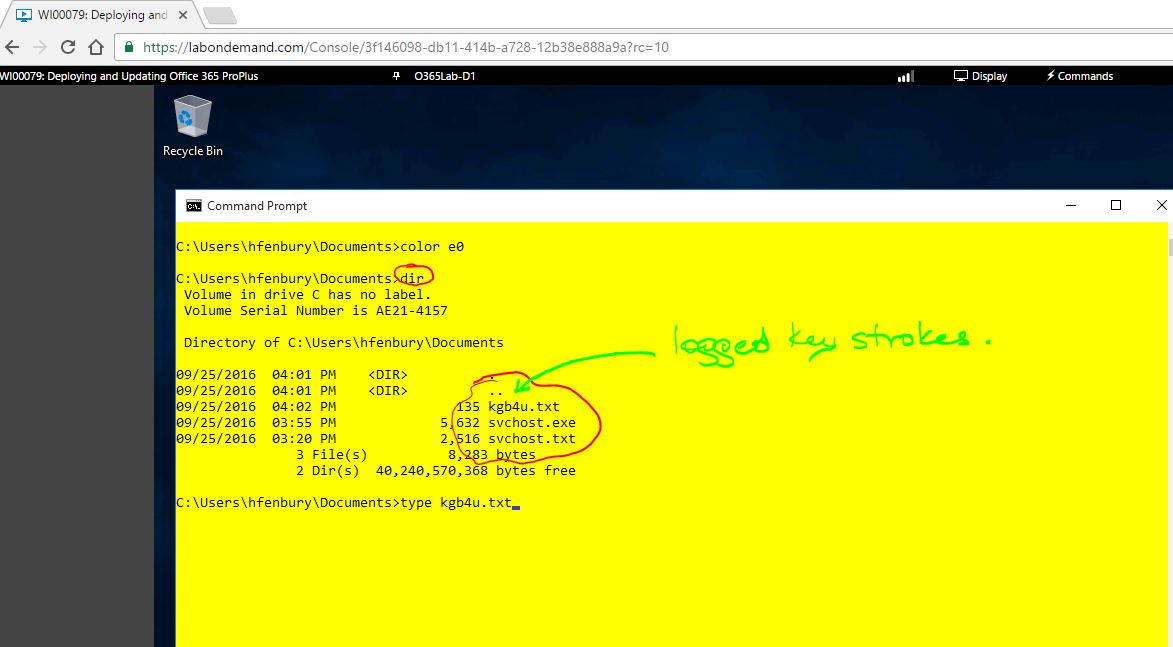 WI00079: Deploying and
https://labondemand.com/Console/3f146098-db11-414b-a728-12b38e888a9a?rc=10
WI00079: Deploying and Updating Office 365 ProPlus O365Lab-D1 Display Commands
Recycle Bin
Command Prompt
C:\Users\hfenbury\Documents>color e0
C:\Users\hfenbury\Documents>dir
 Volume in drive C has no label.
 Volume Serial Number is AE21-4157
 Directory of C:\Users\hfenbury\Documents
logged key strokes.
09/25/2016  04:01 PM    <DIR>          .
09/25/2016  04:01 PM    <DIR>          ..
09/25/2016  04:02 PM               135 kgb4u.txt
09/25/2016  03:55 PM             5,632 svchost.exe
09/25/2016  03:20 PM             2,516 svchost.txt
               3 File(s)          8,283 bytes
               2 Dir(s)  40,240,570,368 bytes free
C:\Users\hfenbury\Documents>type kgb4u.txt